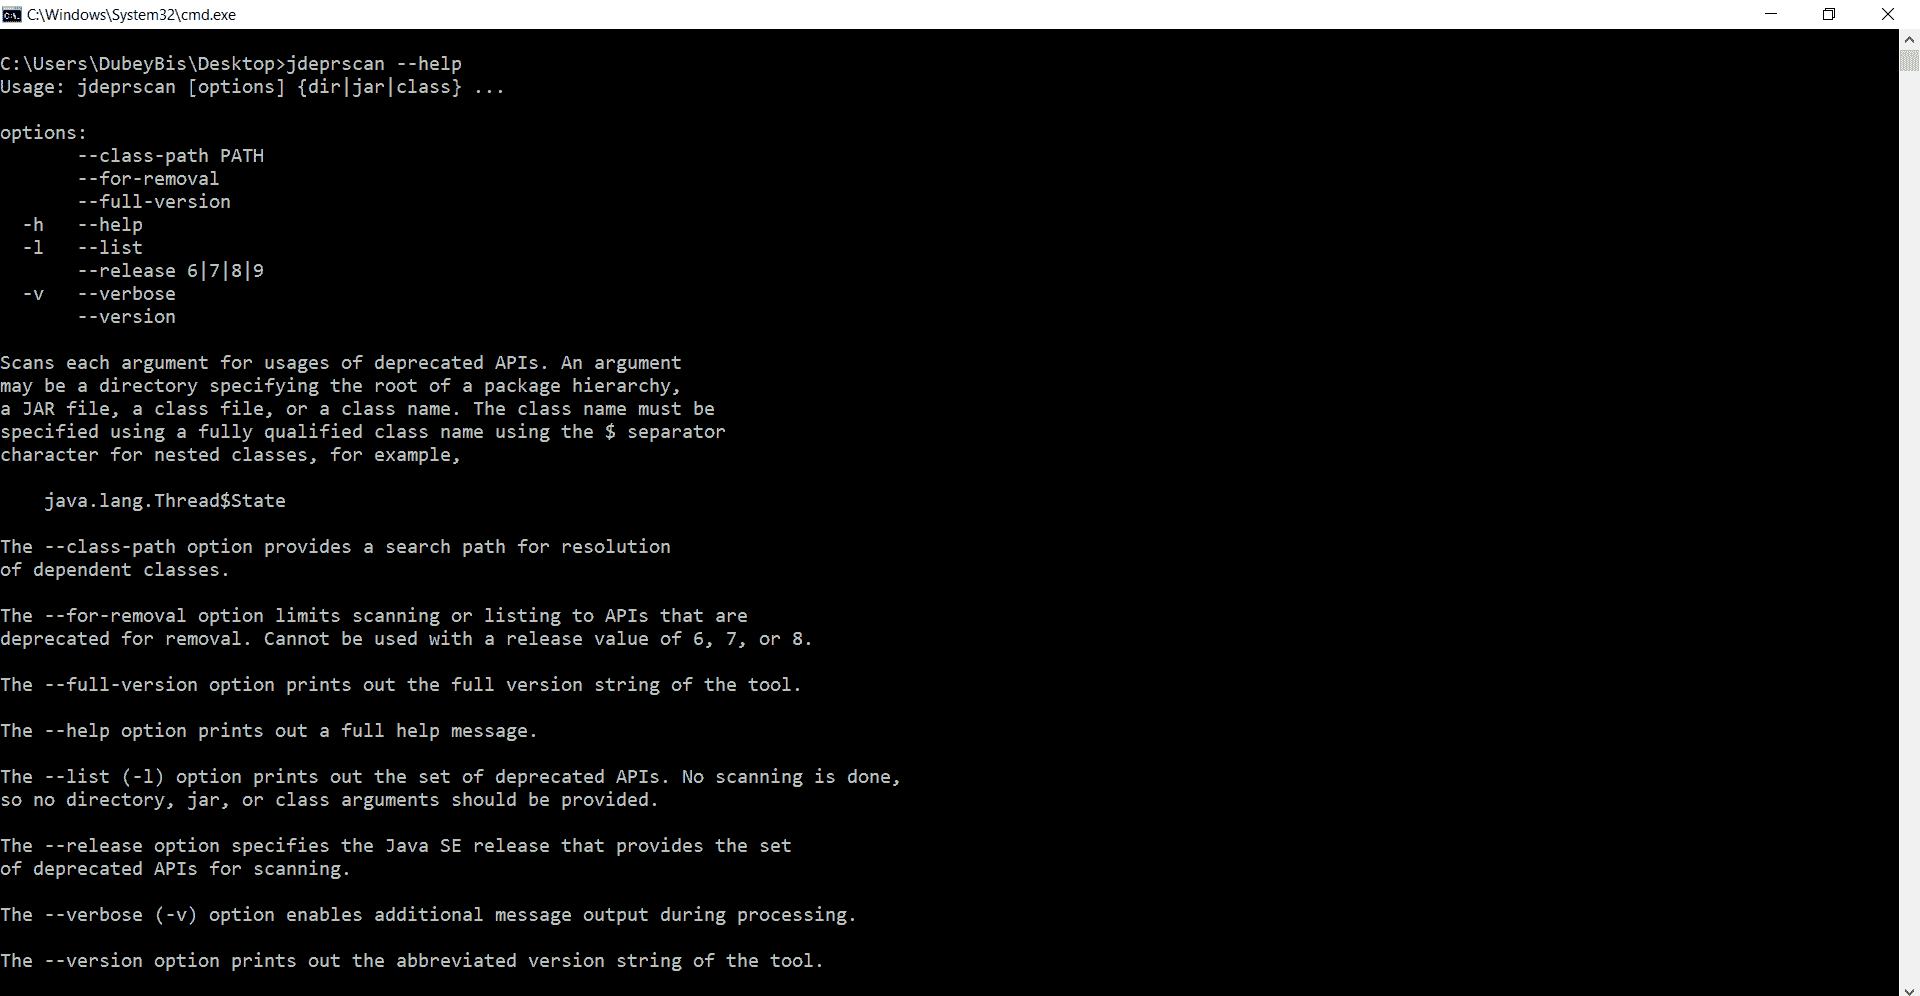 C:\Windows\System32\cmd.exe
C:\Users\DubeyBis\Desktop>jdeprscan --help
Usage: jdeprscan [options] {dir|jar|class} ...
options:
--class-path PATH
--for-removal
--full-version
-h --help
-l --list
--release 6|7|8|9
-v --verbose
--version
Scans each argument for usages of deprecated APIs. An argument
may be a directory specifying the root of a package hierarchy,
a JAR file, a class file, or a class name. The class name must be
specified using a fully qualified class name using the $ separator
character for nested classes, for example,
java.lang.Thread$State
The --class-path option provides a search path for resolution
of dependent classes.
The --for-removal option limits scanning or listing to APIs that are
deprecated for removal. Cannot be used with a release value of 6, 7, or 8.
The --full-version option prints out the full version string of the tool.
The --help option prints out a full help message.
The --list (-l) option prints out the set of deprecated APIs. No scanning is done,
so no directory, jar, or class arguments should be provided.
The --release option specifies the Java SE release that provides the set
of deprecated APIs for scanning.
The --verbose (-v) option enables additional message output during processing.
The --version option prints out the abbreviated version string of the tool.